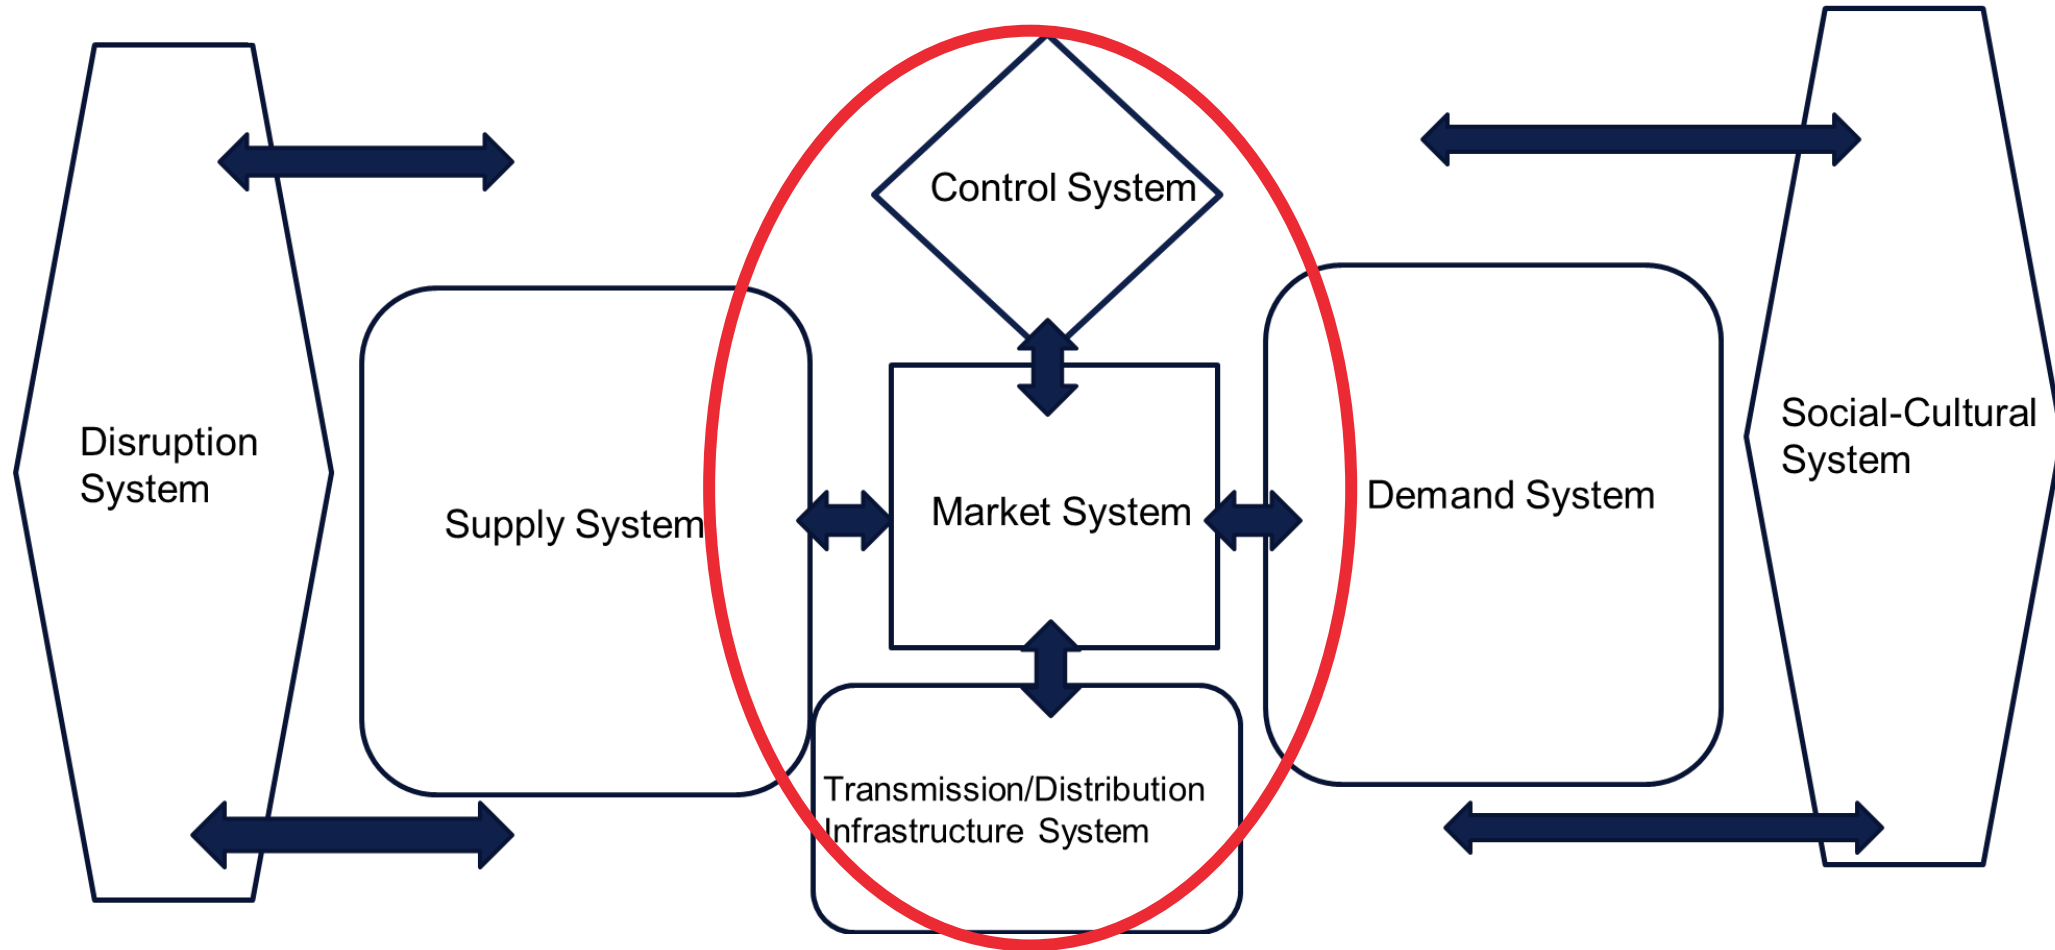 Control System
Disruption
System
Supply System
Market System
Demand System
Social-Cultural
System
Transmission/Distribution
Infrastructure System